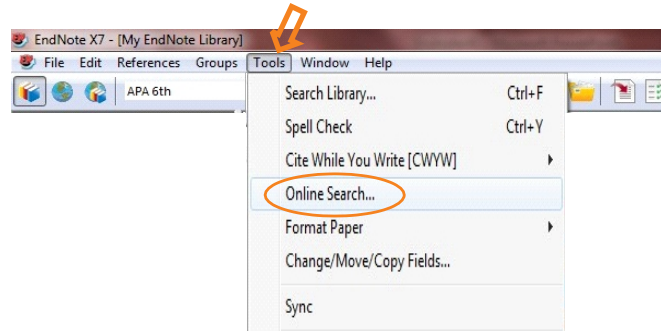 EndNote X7 - [My EndNote Library]
File Edit References Groups Tools Window Help
APA 6th
Search Library... Ctrl+F
Spell Check Ctrl+Y
Cite While You Write [CWYW]
Online Search...
Format Paper
Change/Move/Copy Fields...
Sync